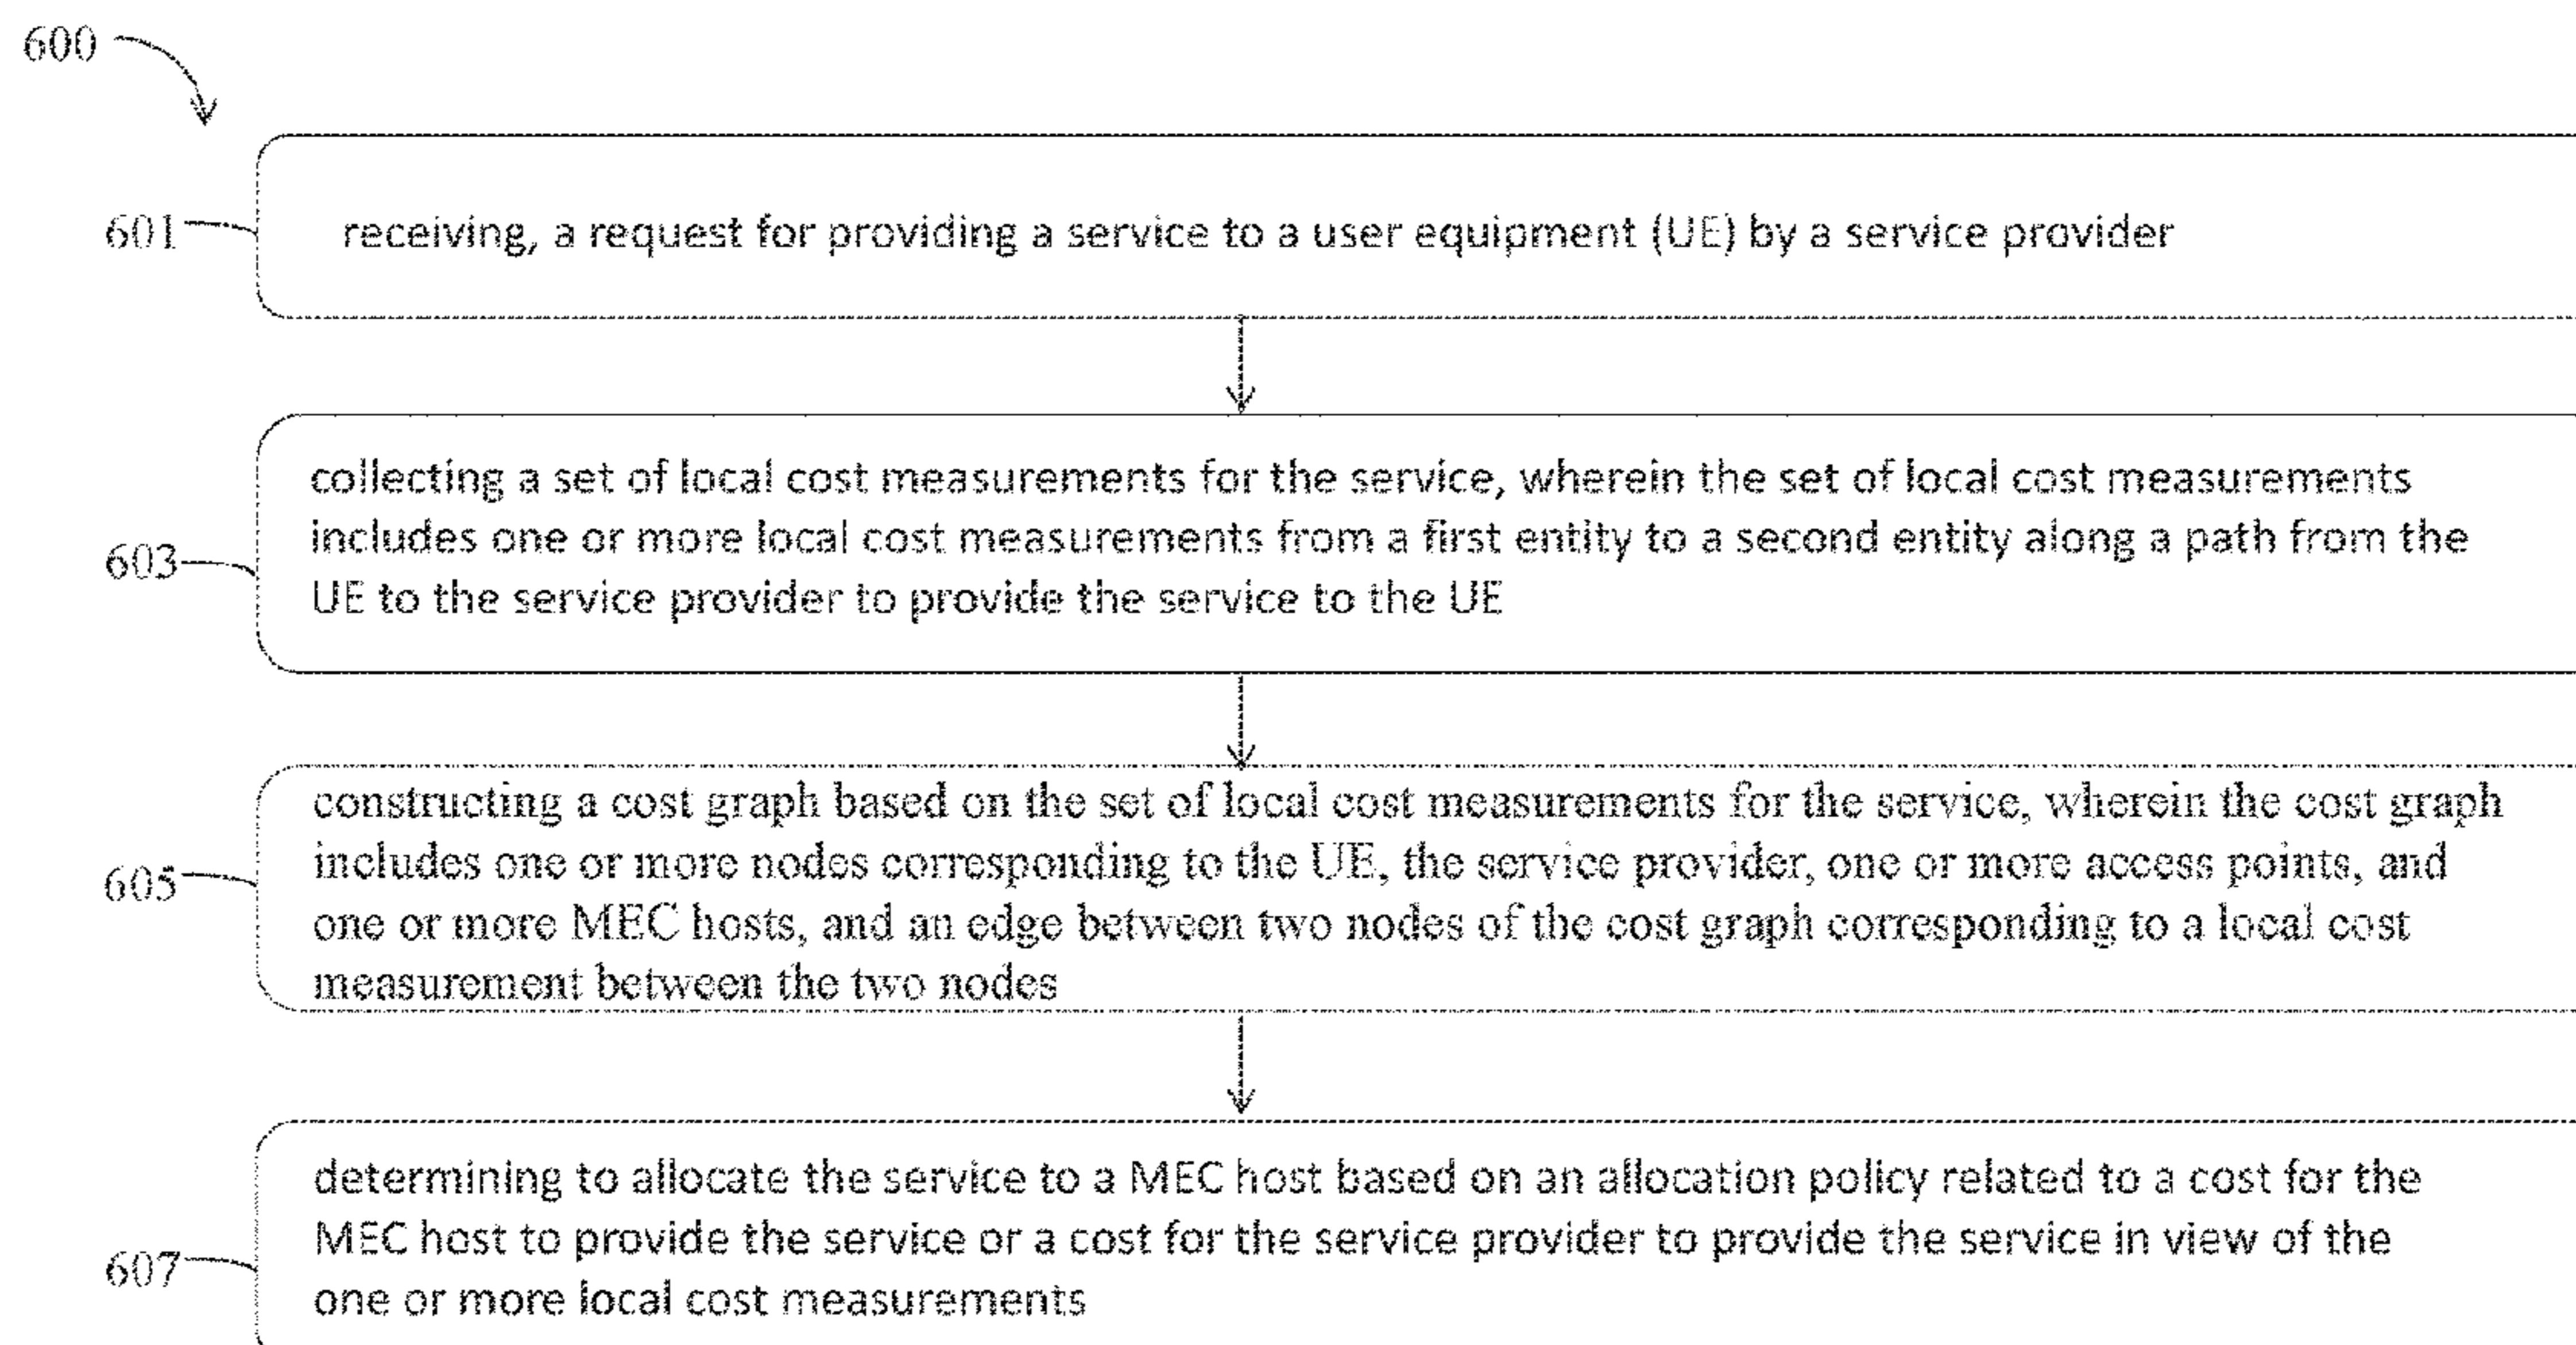 600
601
receiving, a request for providing a service to a user equipment (UE) by a service provider
603
collecting a set of local cost measurements for the service, wherein the set of local cost measurements
includes one or more local cost measurements from a first entity to a second entity along a path from the
UE to the service provider to provide the service to the UE
605
constructing a cost graph based on the set of local cost measurements for the service, wherein the cost graph
includes one or more nodes corresponding to the UE, the service provider, one or more access points, and
one or more MEC hosts, and an edge between two nodes of the cost graph corresponding to a local cost
measurement between the two nodes
607
determining to allocate the service to a MEC host based on an allocation policy related to a cost for the
MEC host to provide the service or a cost for the service provider to provide the service in view of the
one or more local cost measurements